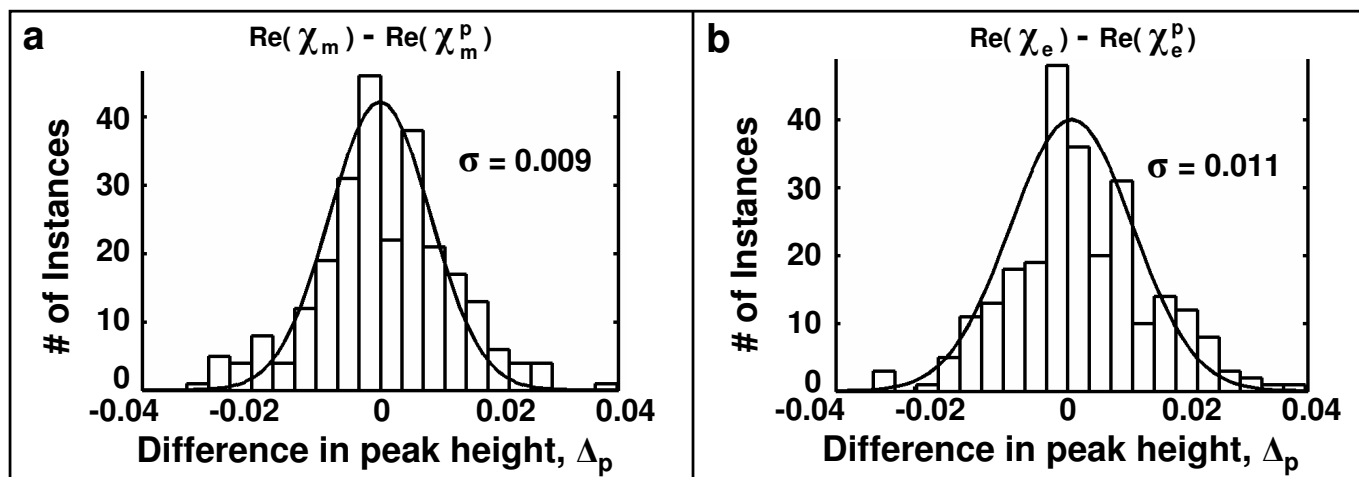 a
Re(χm) - Re(χm^p)
# of Instances
40
30
20
10
0
σ = 0.009
-0.04
-0.02
0
0.02
0.04
Difference in peak height, Δp
b
Re(χe) - Re(χe^p)
# of Instances
40
30
20
10
0
σ = 0.011
-0.04
-0.02
0
0.02
0.04
Difference in peak height, Δp